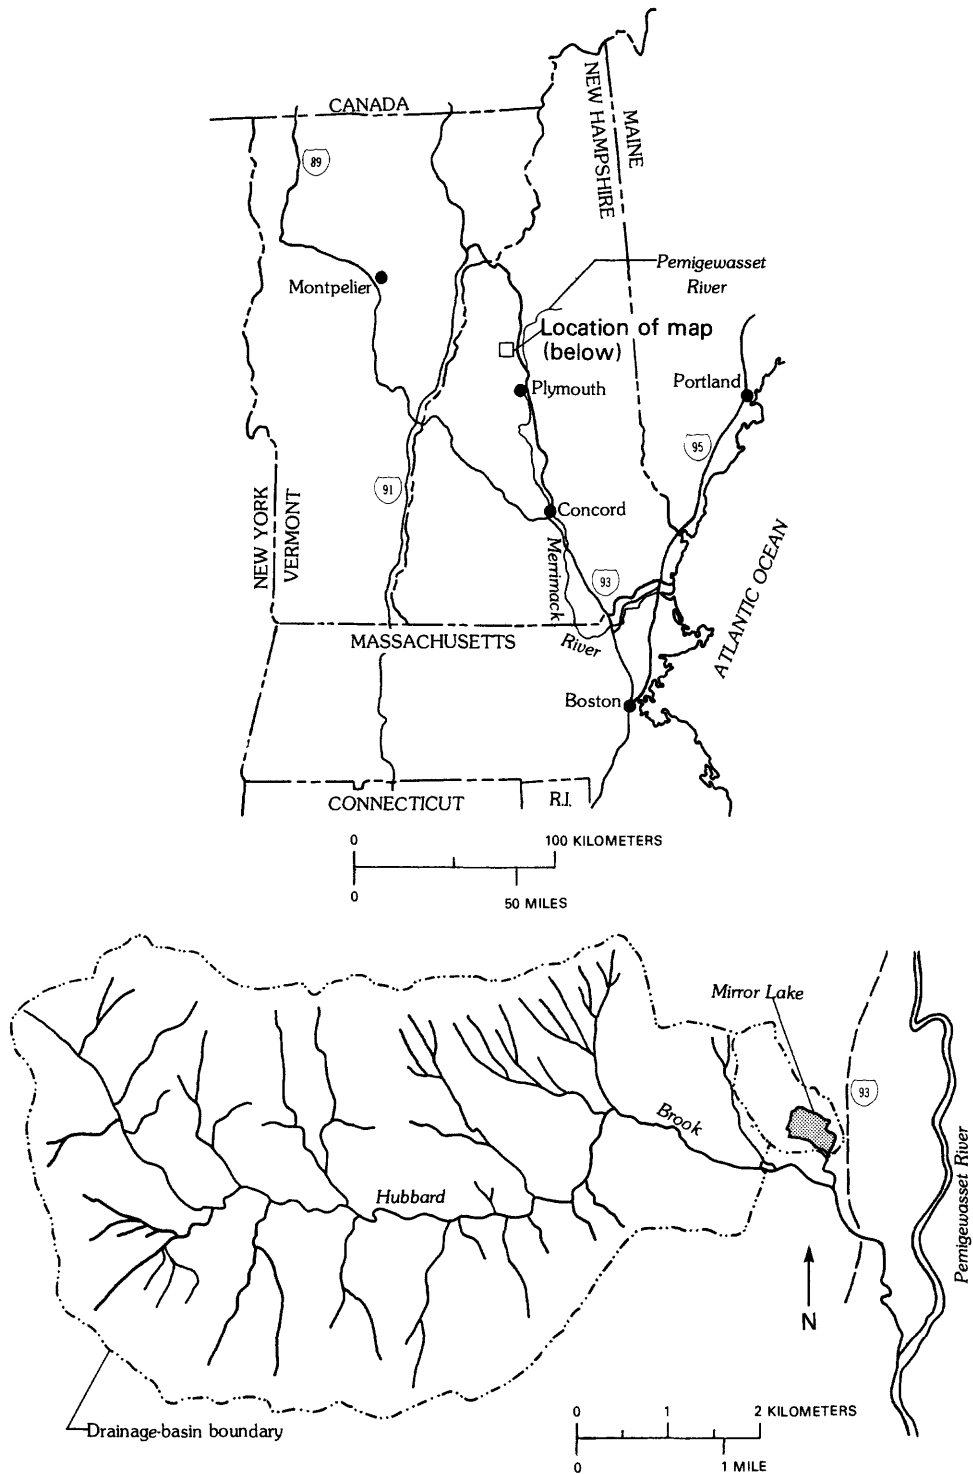 CANADA
NEW HAMPSHIRE
MAINE
89
Pemigewasset
River
Montpelier
Location of map
(below)
Plymouth
Portland
95
91
NEW YORK
VERMONT
Concord
Merrimack
River
93
ATLANTIC OCEAN
MASSACHUSETTS
Boston
CONNECTICUT
R.I.
0
100 KILOMETERS
0
50 MILES
Mirror Lake
93
Brook
Hubbard
Pemigewasset River
N
Drainage-basin boundary
0
1
2 KILOMETERS
0
1 MILE